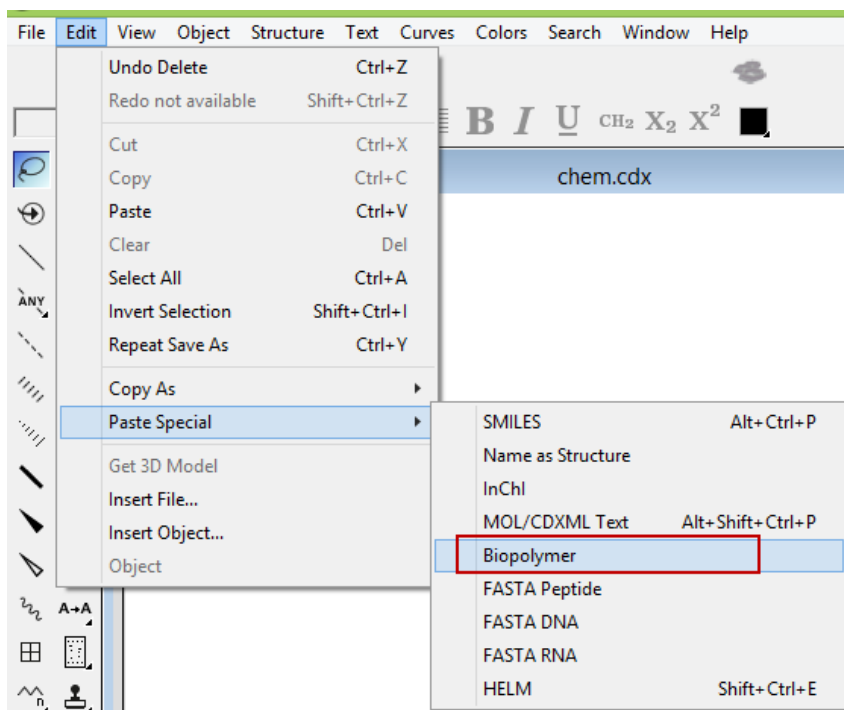 File Edit View Object Structure Text Curves Colors Search Window Help
B I U CH2 X2 X2
chem.cdx
Undo Delete Ctrl+Z
Redo not available Shift+Ctrl+Z
Cut Ctrl+X
Copy Ctrl+C
Paste Ctrl+V
Clear Del
Select All Ctrl+A
Invert Selection Shift+Ctrl+I
Repeat Save As Ctrl+Y
Copy As
Paste Special
Get 3D Model
Insert File...
Insert Object...
Object
SMILES Alt+Ctrl+P
Name as Structure
InChI
MOL/CDXML Text Alt+Shift+Ctrl+P
Biopolymer
FASTA Peptide
FASTA DNA
FASTA RNA
HELM Shift+Ctrl+E
ANY
A→A
n